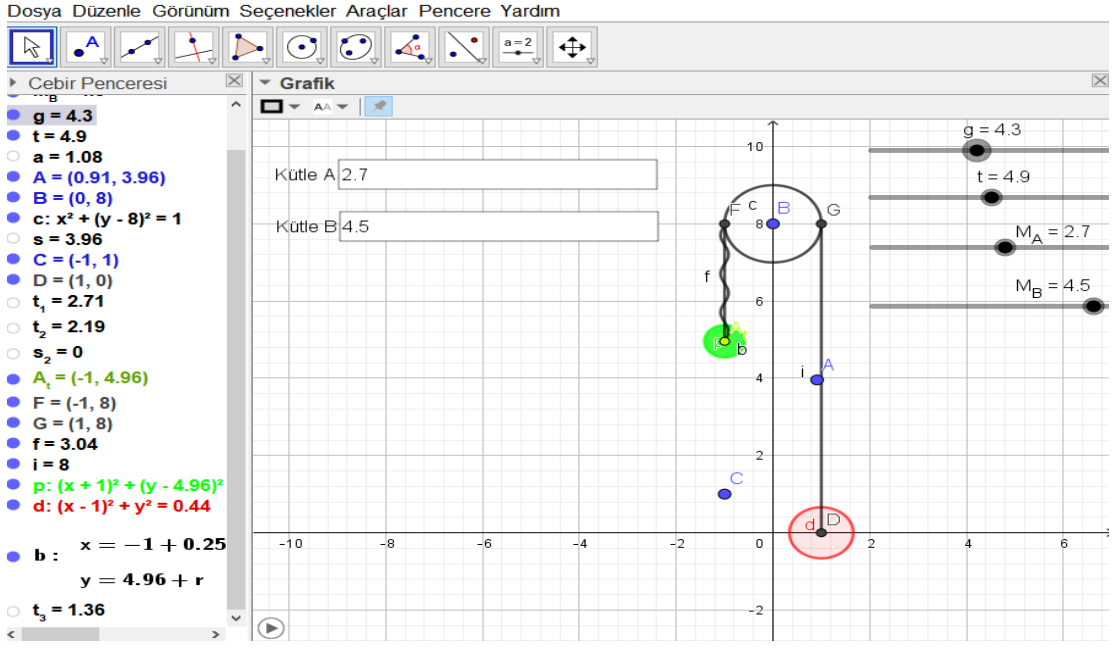 Dosya Düzenle Görünüm Seçenekler Araçlar Pencere Yardım
A
α
a=2
Cebir Penceresi
Grafik
AA
g = 4.3
t = 4.9
a = 1.08
A = (0.91, 3.96)
B = (0, 8)
c: x² + (y - 8)² = 1
s = 3.96
C = (-1, 1)
D = (1, 0)
t₁ = 2.71
t₂ = 2.19
s₂ = 0
Aₜ = (-1, 4.96)
F = (-1, 8)
G = (1, 8)
f = 3.04
i = 8
p: (x + 1)² + (y - 4.96)²
d: (x - 1)² + y² = 0.44
b : x = −1 + 0.25
y = 4.96 + r
t₃ = 1.36
Kütle A 2.7
Kütle B 4.5
g = 4.3
t = 4.9
M_A = 2.7
M_B = 4.5
F c B G
f
p Aₜ b
i A
C
d D
10
8
6
4
2
-10 -8 -6 -4 -2 0 2 4 6
-2